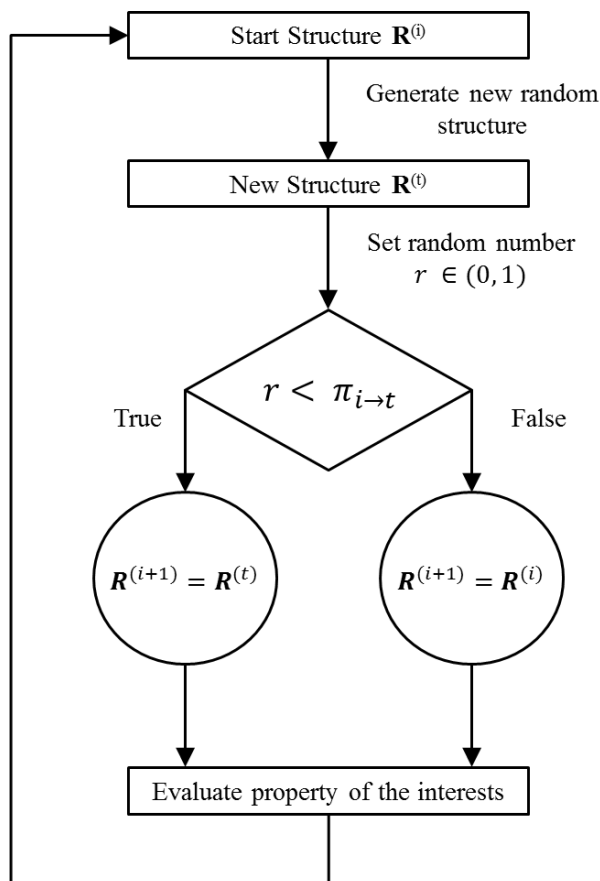 Start Structure R⁽ⁱ⁾
Generate new random
structure
New Structure R⁽ᵗ⁾
Set random number
r ∈ (0, 1)
r < π_{i→t}
True
False
R⁽ⁱ⁺¹⁾ = R⁽ᵗ⁾
R⁽ⁱ⁺¹⁾ = R⁽ⁱ⁾
Evaluate property of the interests